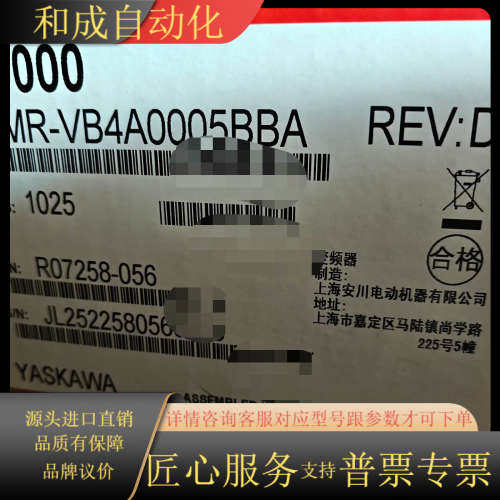 和成自动化
000
MR-VB4A0005BBA
REV:D
1025
R07258-056
JL252258056
合格
变频器
制造：
上海安川电动机器有限公司
地址：
上海市嘉定区马陆镇尚学路
225号5幢
YASKAWA
ASSEMBLED
源头进口直销
品质有保障
品牌议价
详情咨询客服对应型号跟参数才可下单
匠心服务 支持 普票专票